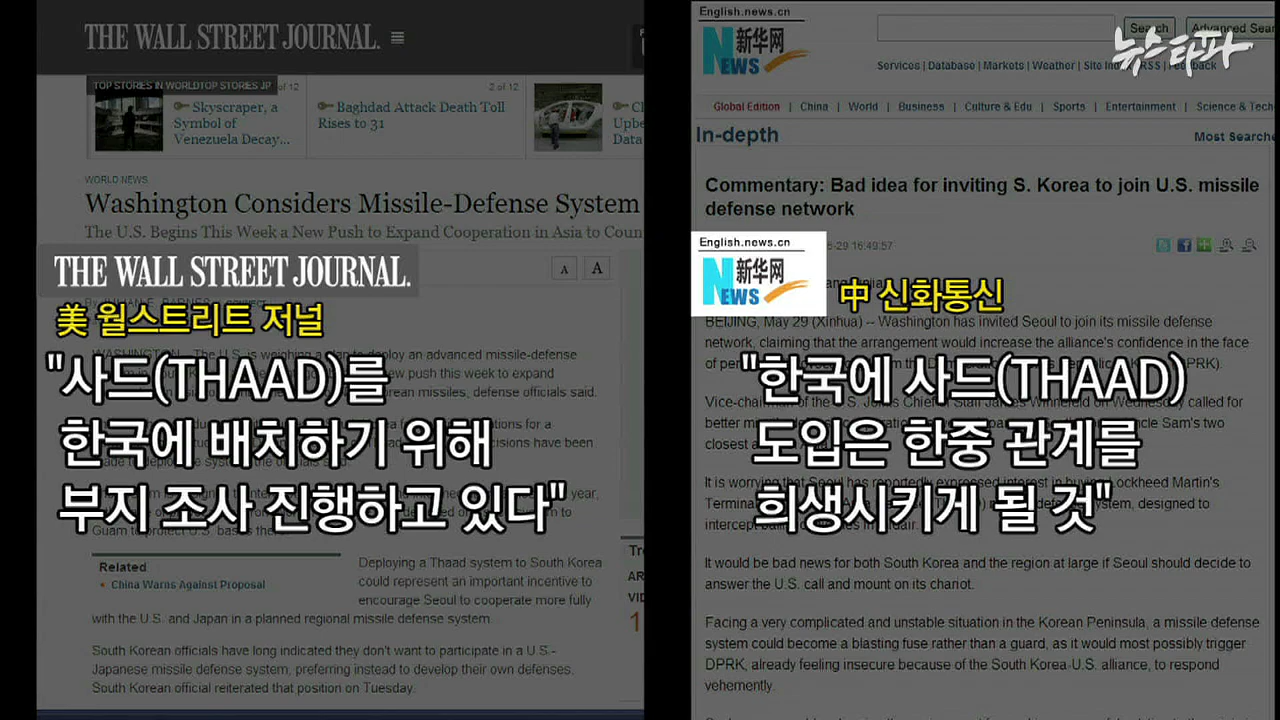 THE WALL STREET JOURNAL.
TOP STORIES IN WORLD
TOP STORIES JP
of 12
Skyscraper, a
Symbol of
Venezuela Decay...
2 of 12
Baghdad Attack Death Toll
Rises to 31
WORLD NEWS
Washington Considers Missile-Defense System
The U.S. Begins This Week a New Push to Expand Cooperation in Asia to Coun
THE WALL STREET JOURNAL.
A A
美 월스트리트 저널
"사드(THAAD)를
한국에 배치하기 위해
부지 조사 진행하고 있다"
Related
China Warns Against Proposal
Deploying a Thaad system to South Korea
could represent an important incentive to
encourage Seoul to cooperate more fully
with the U.S. and Japan in a planned regional missile defense system.
South Korean officials have long indicated they don't want to participate in a U.S.-
Japanese missile defense system, preferring instead to develop their own defenses.
South Korean official reiterated that position on Tuesday.
English.news.cn
新华网
NEWS
Search
Advanced Sear
뉴스타파
Services | Database | Markets | Weather | Site Index | RSS | Feedback
Global Edition | China | World | Business | Culture & Edu | Sports | Entertainment | Science & Tech
In-depth
Most Searche
Commentary: Bad idea for inviting S. Korea to join U.S. missile
defense network
English.news.cn
新华网
NEWS
-29 16:49:57
中 신화통신
BEIJING, May 29 (Xinhua) -- Washington has invited Seoul to join its missile defense
network, claiming that the arrangement would increase the alliance's confidence in the face
"한국에 사드(THAAD)
도입은 한중 관계를
희생시키게 될 것"
It would be bad news for both South Korea and the region at large if Seoul should decide to
answer the U.S. call and mount on its chariot.
Facing a very complicated and unstable situation in the Korean Peninsula, a missile defense
system could become a blasting fuse rather than a guard, as it would most possibly trigger
DPRK, already feeling insecure because of the South Korea-U.S. alliance, to respond
vehemently.